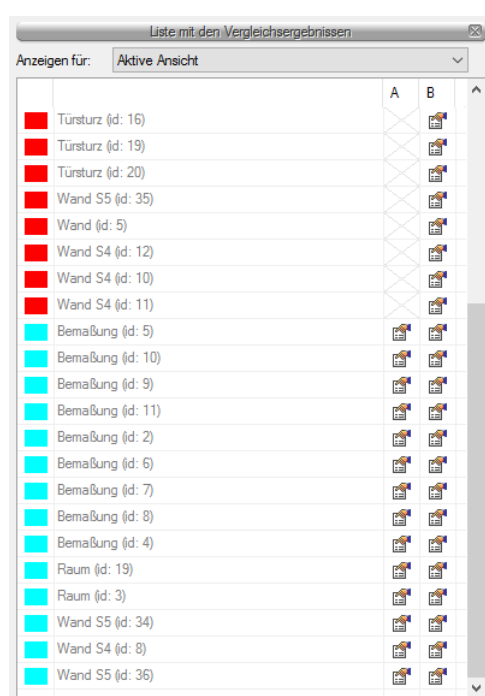 Liste mit den Vergleichsergebnissen
Anzeigen für: Aktive Ansicht
A B
Türsturz (id: 16)
Türsturz (id: 19)
Türsturz (id: 20)
Wand S5 (id: 35)
Wand (id: 5)
Wand S4 (id: 12)
Wand S4 (id: 10)
Wand S4 (id: 11)
Bemaßung (id: 5)
Bemaßung (id: 10)
Bemaßung (id: 9)
Bemaßung (id: 11)
Bemaßung (id: 2)
Bemaßung (id: 6)
Bemaßung (id: 7)
Bemaßung (id: 8)
Bemaßung (id: 4)
Raum (id: 19)
Raum (id: 3)
Wand S5 (id: 34)
Wand S4 (id: 8)
Wand S5 (id: 36)